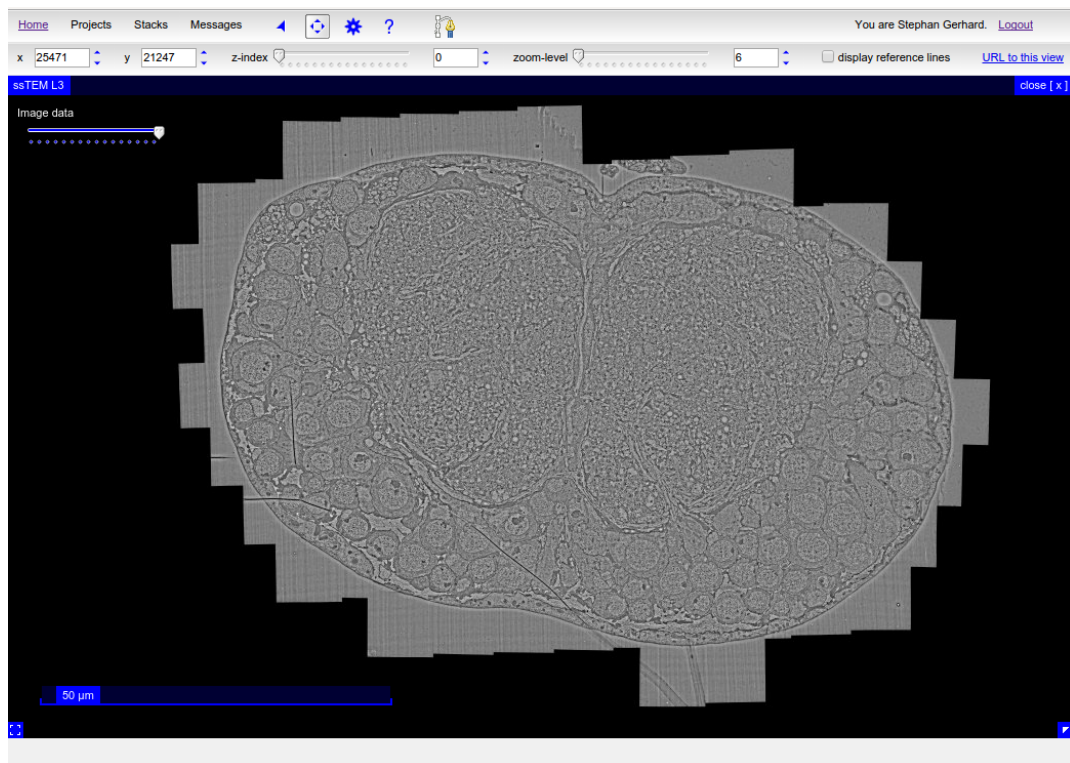 Home Projects Stacks Messages ? You are Stephan Gerhard. Logout
x 25471 y 21247 z-index 0 zoom-level 6 display reference lines URL to this view
ssTEM L3 close [ x ]
Image data
50 µm